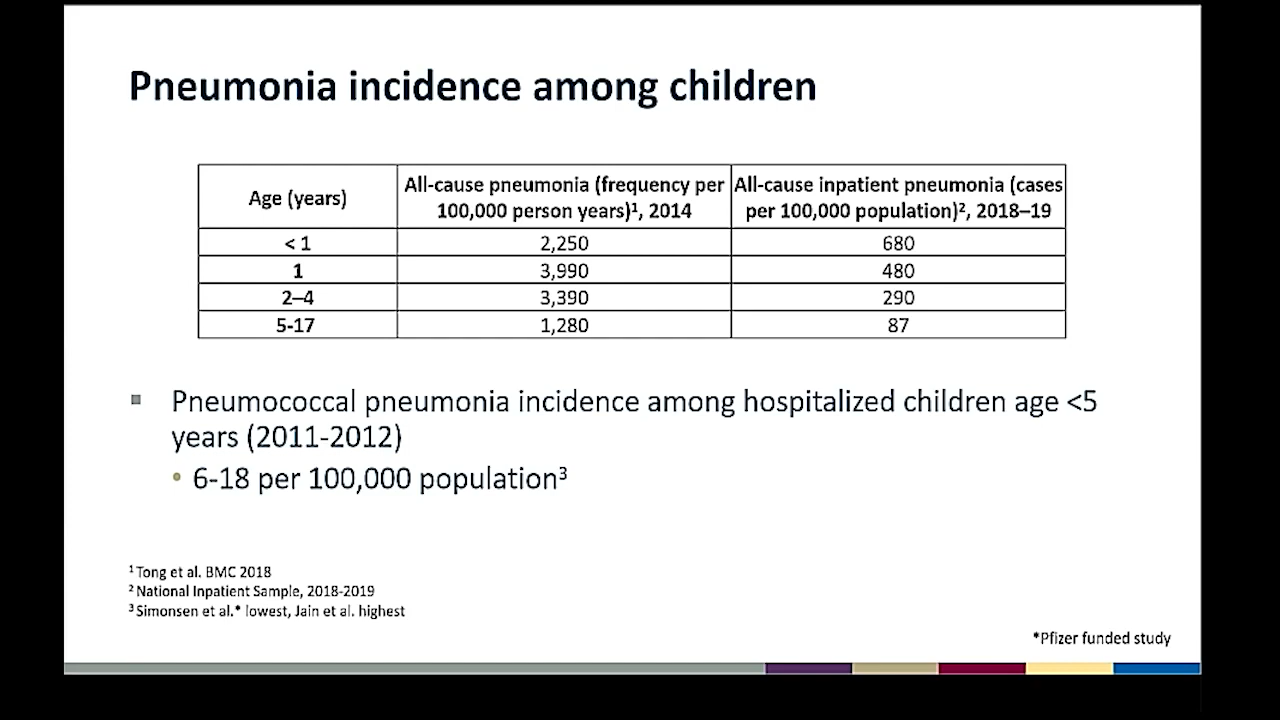 Pneumonia incidence among children
Age (years)
All-cause pneumonia (frequency per
100,000 person years)¹, 2014
All-cause inpatient pneumonia (cases
per 100,000 population)², 2018–19
< 1 2,250 680
1 3,990 480
2–4 3,390 290
5-17 1,280 87
▪ Pneumococcal pneumonia incidence among hospitalized children age <5
years (2011-2012)
• 6-18 per 100,000 population³
¹ Tong et al. BMC 2018
² National Inpatient Sample, 2018-2019
³ Simonsen et al.* lowest, Jain et al. highest
*Pfizer funded study